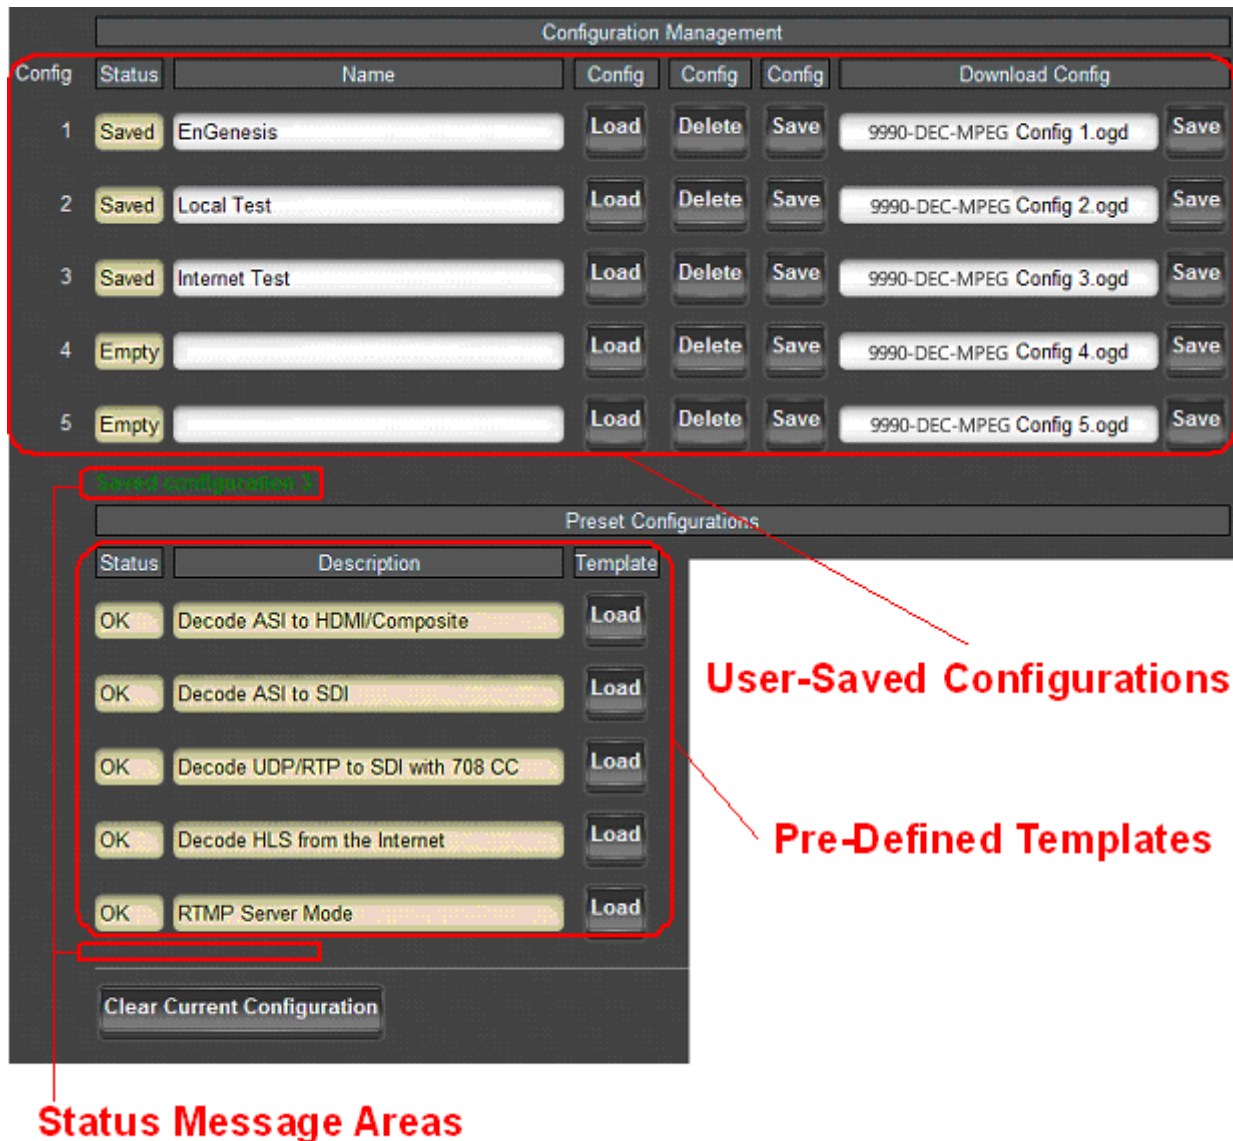 Configuration Management
Config Status Name Config Config Config Download Config
1 Saved EnGenesis Load Delete Save 9990-DEC-MPEG Config 1.ogd Save
2 Saved Local Test Load Delete Save 9990-DEC-MPEG Config 2.ogd Save
3 Saved Internet Test Load Delete Save 9990-DEC-MPEG Config 3.ogd Save
4 Empty Load Delete Save 9990-DEC-MPEG Config 4.ogd Save
5 Empty Load Delete Save 9990-DEC-MPEG Config 5.ogd Save
Saved configuration 3
Preset Configurations
Status Description Template
OK Decode ASI to HDMI/Composite Load
OK Decode ASI to SDI Load
User-Saved Configurations
OK Decode UDP/RTP to SDI with 708 CC Load
OK Decode HLS from the Internet Load
Pre-Defined Templates
OK RTMP Server Mode Load
Clear Current Configuration
Status Message Areas